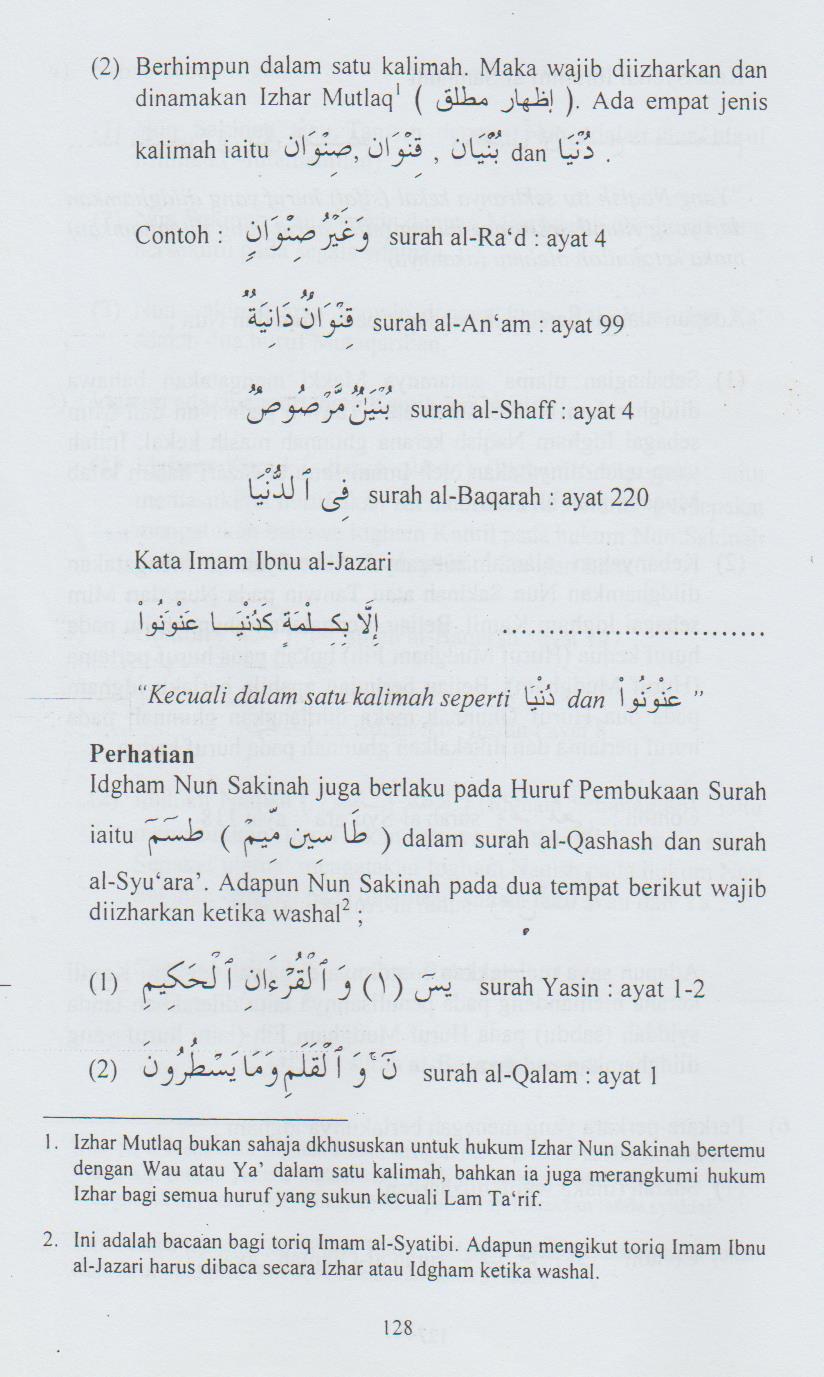 (2) Berhimpun dalam satu kalimah. Maka wajib diizharkan dan
dinamakan Izhar Mutlaq1 ( إظهار مطلق ). Ada empat jenis
kalimah iaitu صِنْوَان, قِنْوَان , بُنْيَان dan دُنْيَا .
Contoh : وَغَيْرُ صِنْوَانٍ surah al-Ra‘d : ayat 4
قِنْوَانٌ دَانِيَةٌ surah al-An‘am : ayat 99
بُنْيَـٰنٌ مَّرْصُوصٌ surah al-Shaff : ayat 4
فِى ٱلدُّنْيَا surah al-Baqarah : ayat 220
Kata Imam Ibnu al-Jazari
إِلَّا بِكِـلْمَةٍ كَدُنْيَـا عَنْوَنُواْ ................................
“Kecuali dalam satu kalimah seperti دُنْيَا dan عَنْوَنُواْ ”
Perhatian
Idgham Nun Sakinah juga berlaku pada Huruf Pembukaan Surah
iaitu طسٓمٓ ( طَا سِين مِّيمْ ) dalam surah al-Qashash dan surah
al-Syu‘ara’. Adapun Nun Sakinah pada dua tempat berikut wajib
diizharkan ketika washal2 ;
(1) يسٓ (١) وَٱلْقُرْءَانِ ٱلْحَكِيمِ surah Yasin : ayat 1-2
(2) نٓ ۚ وَٱلْقَلَمِ وَمَا يَسْطُرُونَ surah al-Qalam : ayat 1
1. Izhar Mutlaq bukan sahaja dkhususkan untuk hukum Izhar Nun Sakinah bertemu
dengan Wau atau Ya’ dalam satu kalimah, bahkan ia juga merangkumi hukum
Izhar bagi semua huruf yang sukun kecuali Lam Ta‘rif.
2. Ini adalah bacaan bagi toriq Imam al-Syatibi. Adapun mengikut toriq Imam Ibnu
al-Jazari harus dibaca secara Izhar atau Idgham ketika washal.
128